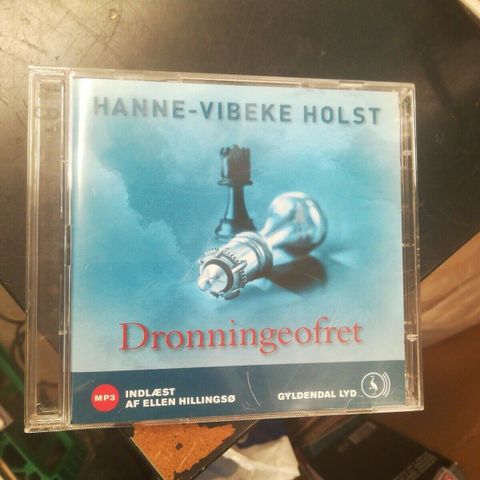 HANNE-VIBEKE HOLST
Dronningeofret
MP3
INDLÆST
AF ELLEN HILLINGSØ
GYLDENDAL LYD